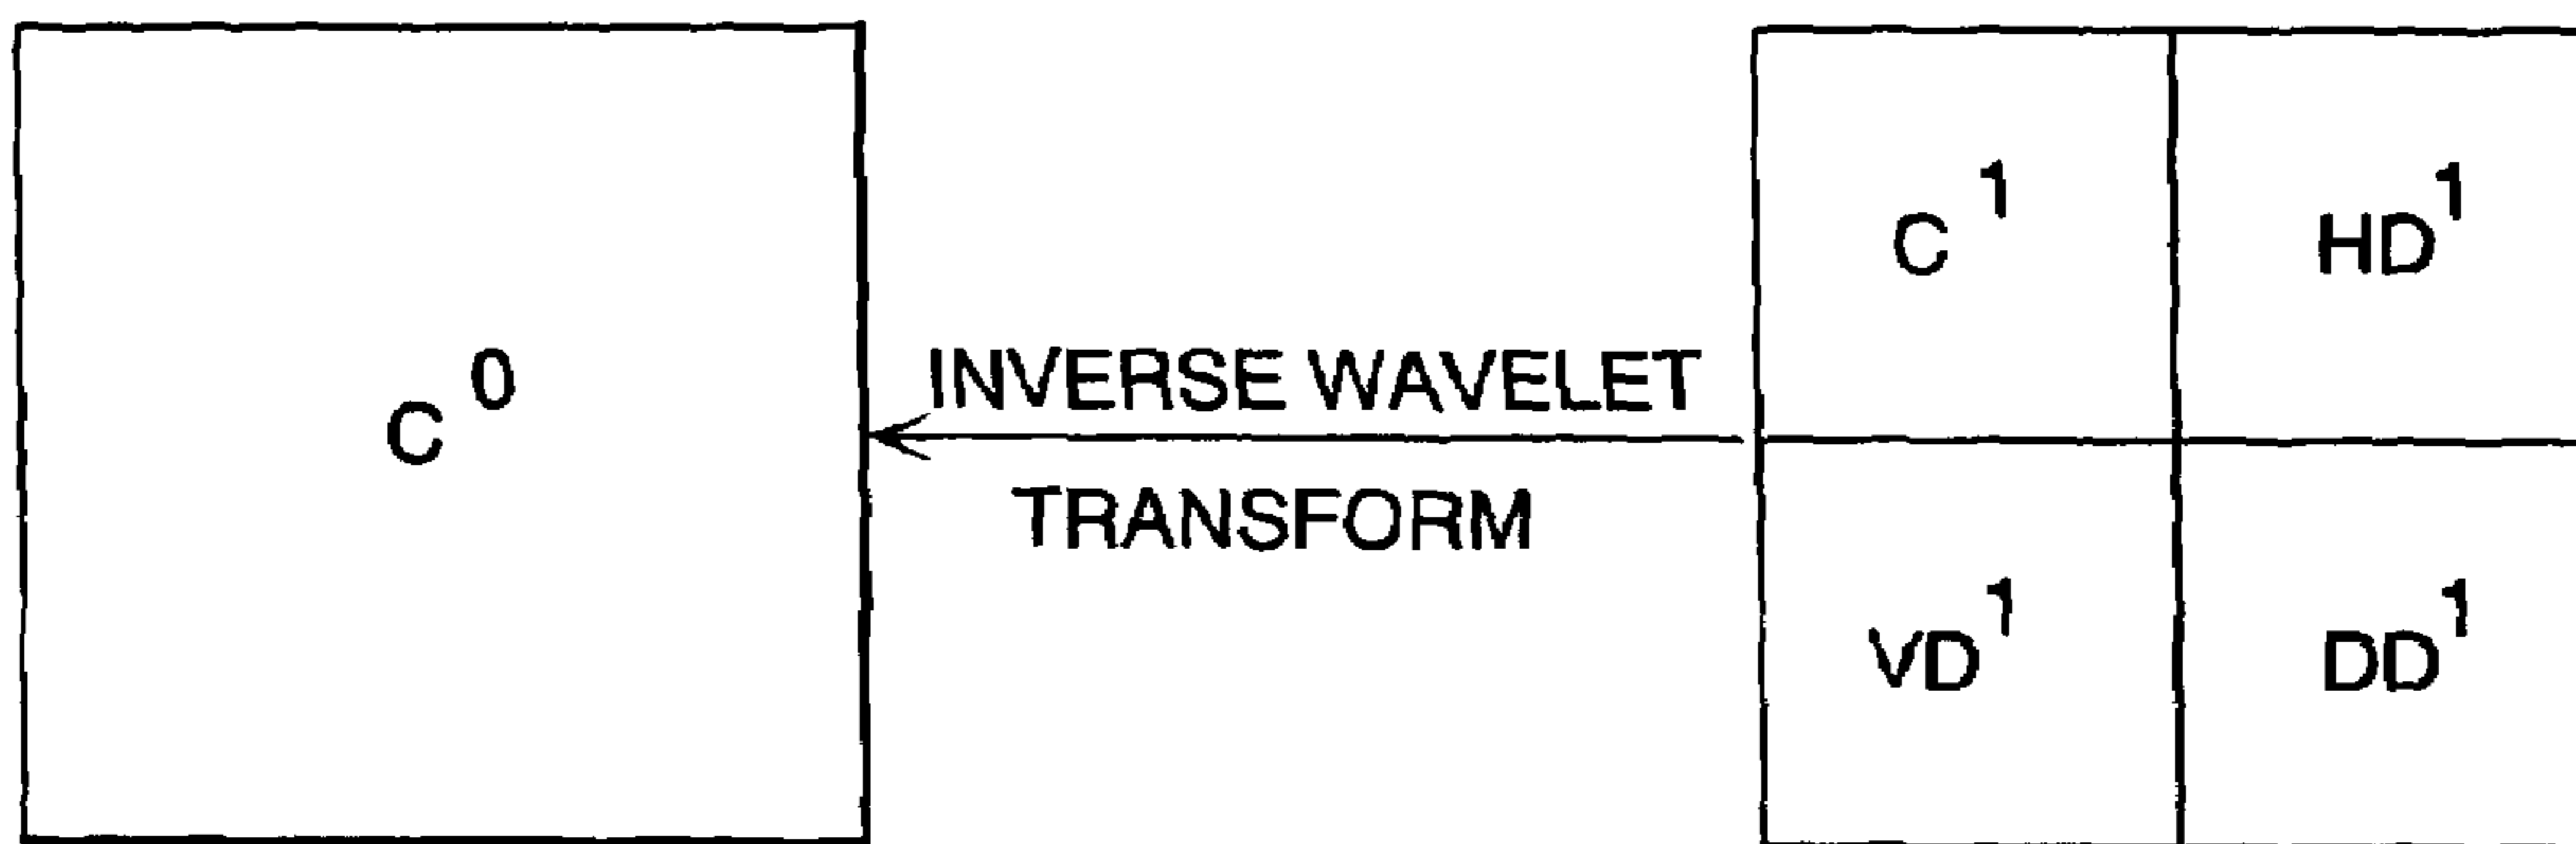 C^0
INVERSE WAVELET
TRANSFORM
C^1 HD^1
VD^1 DD^1